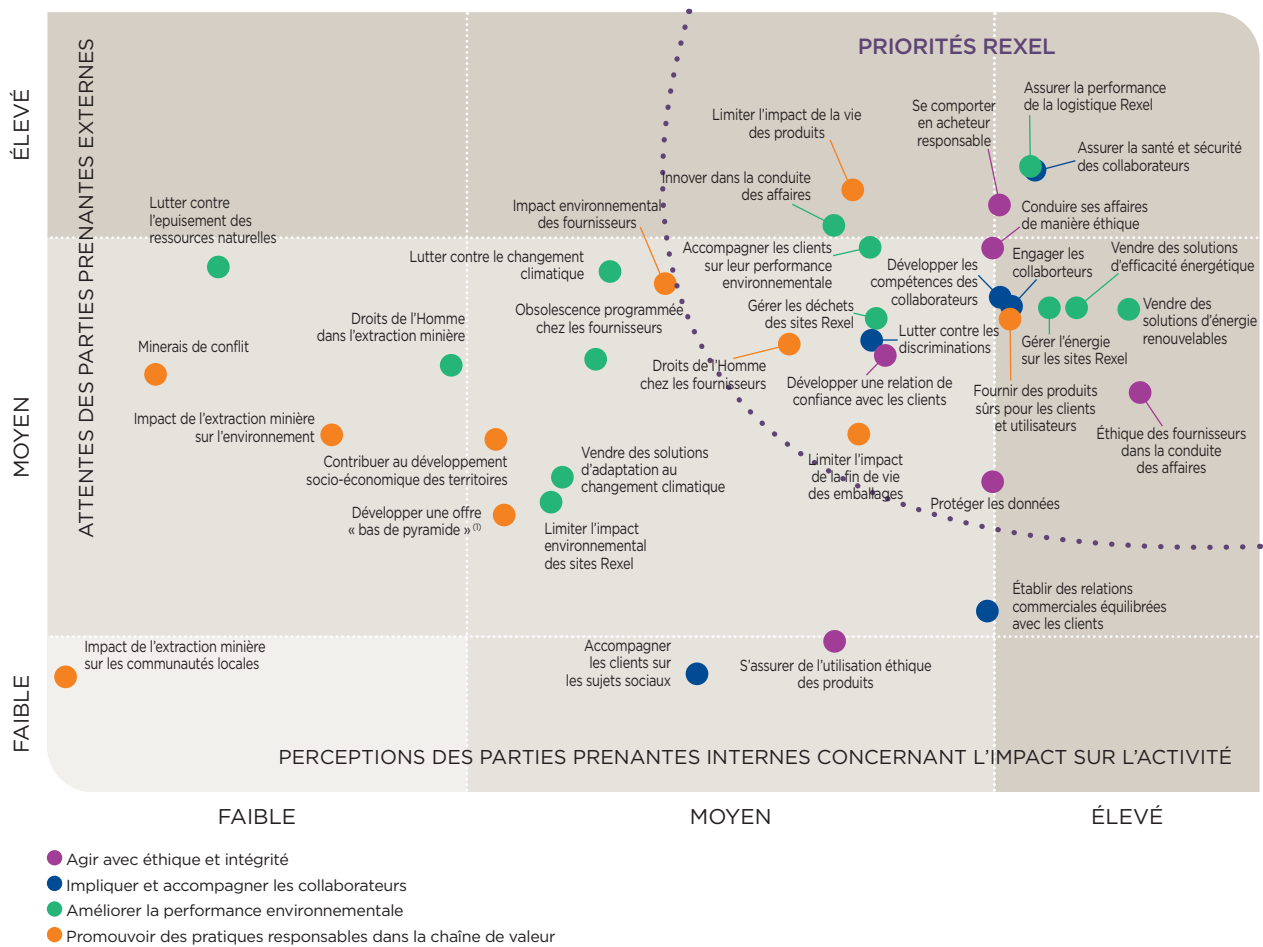 PRIORITÉS REXEL
ATTENTES DES PARTIES PRENANTES EXTERNES
ÉLEVÉ
MOYEN
FAIBLE
Assurer la performance
de la logistique Rexel
Se comporter
en acheteur
responsable
Limiter l'impact de la vie
des produits
Assurer la santé et sécurité
des collaborateurs
Innover dans la conduite
des affaires
Lutter contre
l'epuisement des
ressources naturelles
Impact environnemental
des fournisseurs
Conduire ses affaires
de manière éthique
Lutter contre le changement
climatique
Accompagner les clients
sur leur performance
environnementale
Développer les
compétences des
collaborateurs
Engager les
collaborteurs
Vendre des solutions
d'efficacité énergétique
Obsolescence programmée
chez les fournisseurs
Gérer les déchets
des sites Rexel
Vendre des
solutions d'énergie
renouvelables
Droits de l'Homme
dans l'extraction minière
Lutter contre les
discriminations
Gérer l'énergie
sur les sites Rexel
Minerais de conflit
Droits de l'Homme
chez les fournisseurs
Développer une relation de
confiance avec les clients
Fournir des produits
sûrs pour les clients
et utilisateurs
Impact de l'extraction minière
sur l'environnement
Éthique des fournisseurs
dans la conduite
des affaires
Contribuer au développement
socio-économique des territoires
Vendre des solutions
d'adaptation au
changement climatique
Limiter l'impact
de la fin de vie
des emballages
Protéger les données
Développer une offre
« bas de pyramide » (1)
Limiter l'impact
environnemental
des sites Rexel
Établir des relations
commerciales équilibrées
avec les clients
Impact de l'extraction minière
sur les communautés locales
Accompagner
les clients sur
les sujets sociaux
S'assurer de l'utilisation éthique
des produits
PERCEPTIONS DES PARTIES PRENANTES INTERNES CONCERNANT L'IMPACT SUR L'ACTIVITÉ
FAIBLE
MOYEN
ÉLEVÉ
Agir avec éthique et intégrité
Impliquer et accompagner les collaborateurs
Améliorer la performance environnementale
Promouvoir des pratiques responsables dans la chaîne de valeur